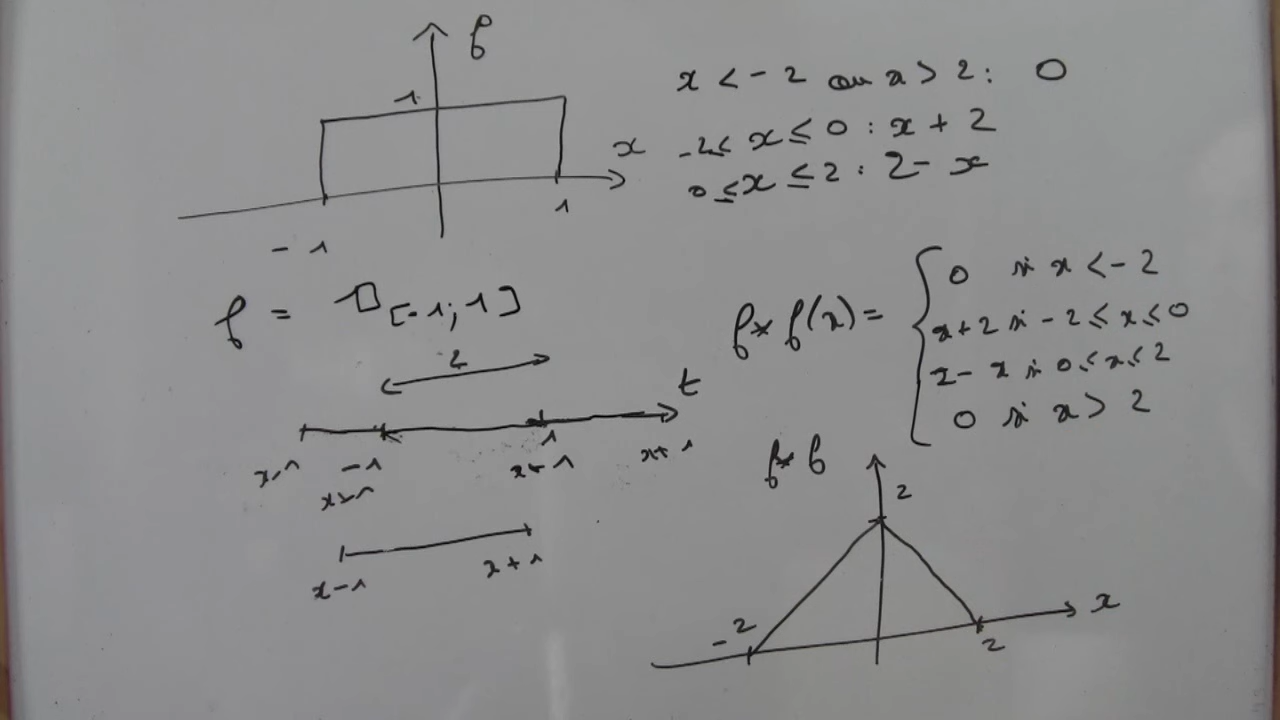 f
1
x
-1
1
x < -2 ou x > 2 : 0
-2 ≤ x ≤ 0 : x + 2
0 ≤ x ≤ 2 : 2 - x
f = 𝟙[-1;1]
2
t
x-1 -1 1 x+1
x-1 x+1
x-1 x+1
f * f(x) = { 0 si x < -2
x+2 si -2 ≤ x ≤ 0
2 - x si 0 ≤ x ≤ 2
0 si x > 2
f * f
2
x
-2
2